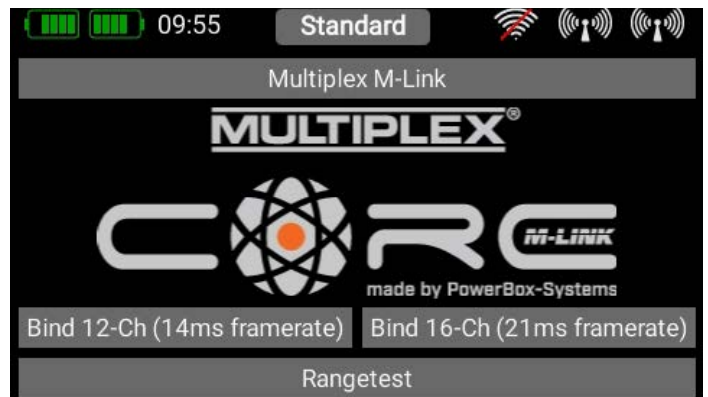 09:55 Standard
Multiplex M-Link
MULTIPLEX®
CORE M-LINK
made by PowerBox-Systems
Bind 12-Ch (14ms framerate) Bind 16-Ch (21ms framerate)
Rangetest